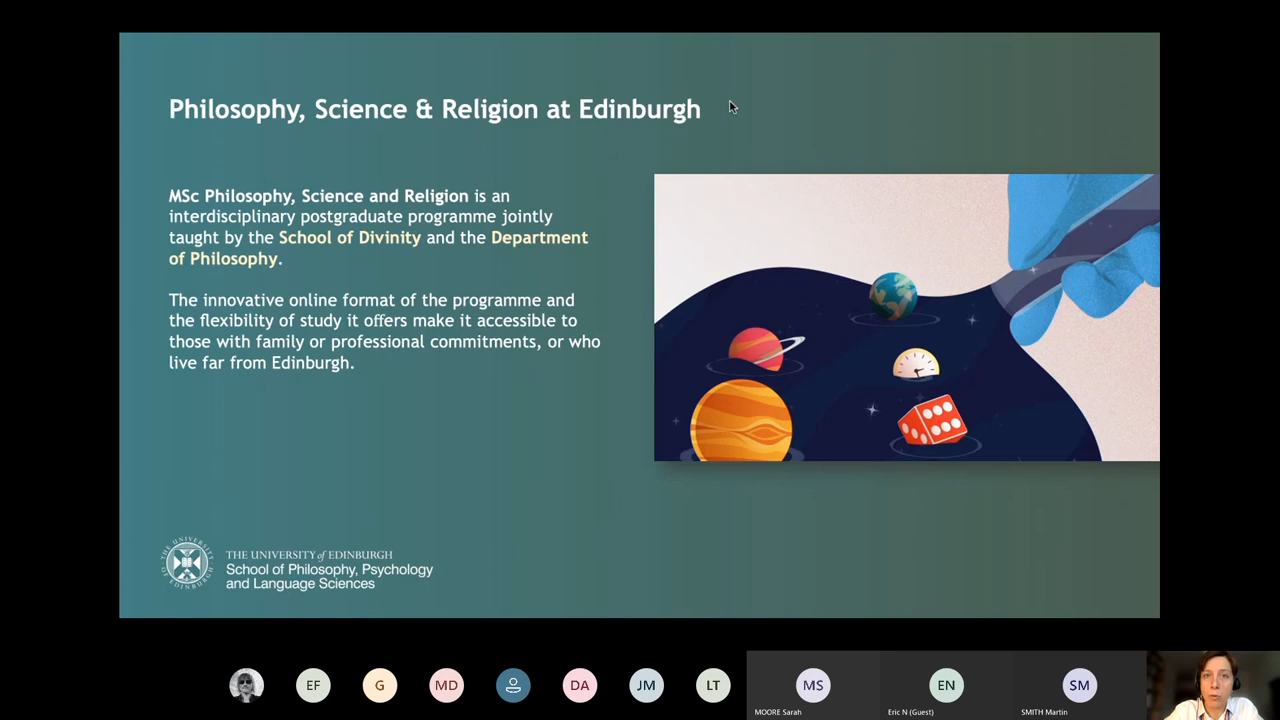 Philosophy, Science & Religion at Edinburgh
MSc Philosophy, Science and Religion is an
interdisciplinary postgraduate programme jointly
taught by the School of Divinity and the Department
of Philosophy.
The innovative online format of the programme and
the flexibility of study it offers make it accessible to
those with family or professional commitments, or who
live far from Edinburgh.
THE UNIVERSITY OF EDINBURGH
THE UNIVERSITY of EDINBURGH
School of Philosophy, Psychology
and Language Sciences
EF
G
MD
DA
JM
LT
MS
EN
SM
MOORE Sarah
Eric N (Guest)
SMITH Martin